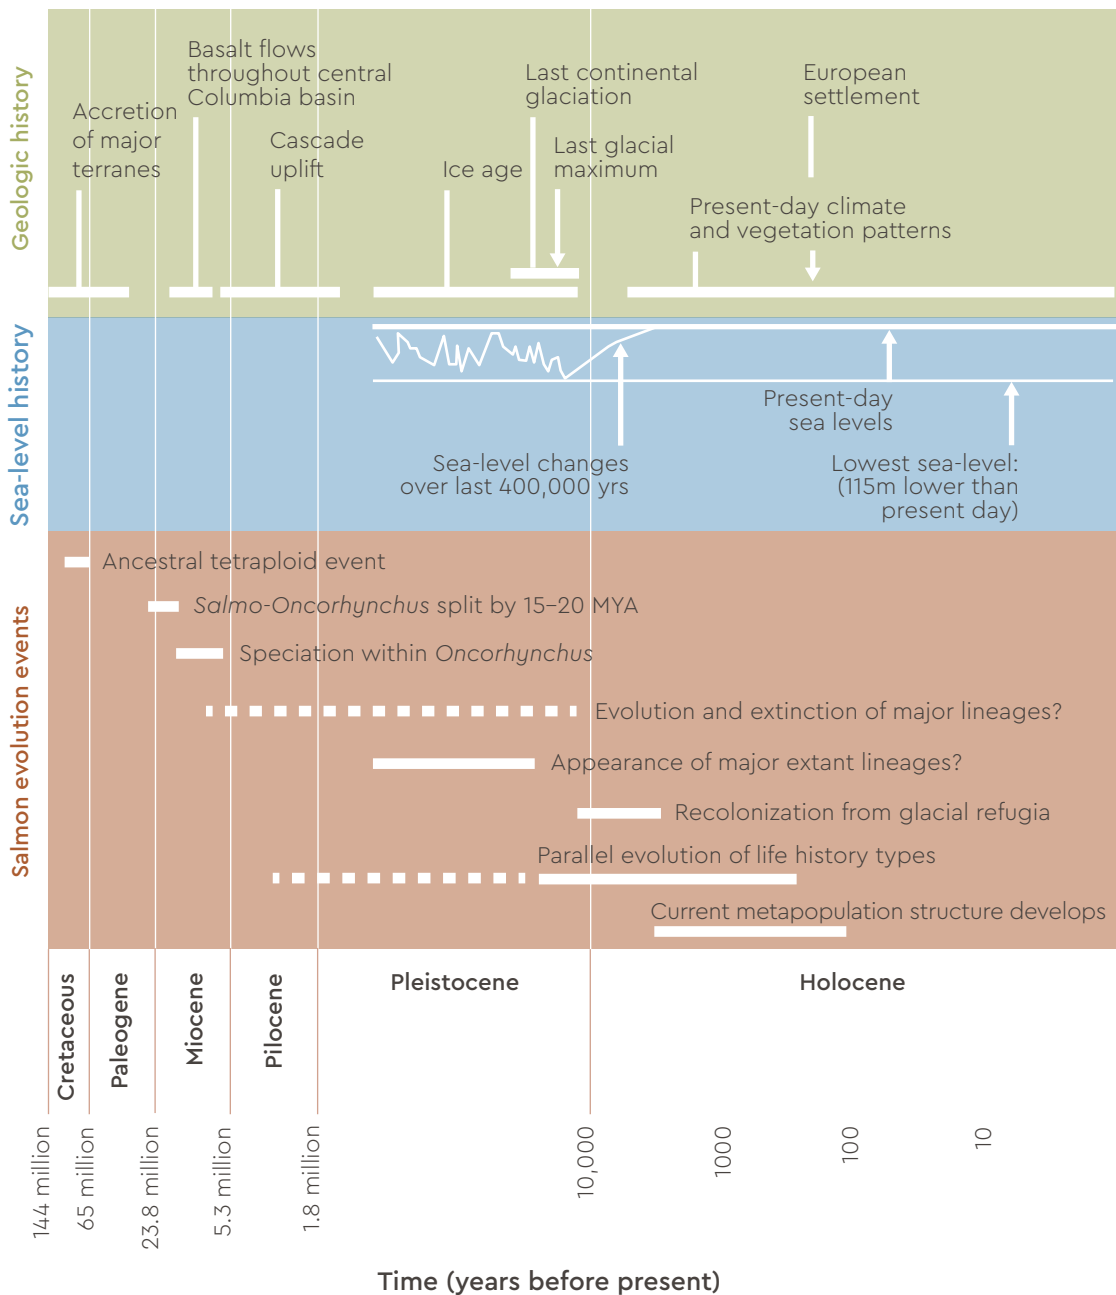 Geologic history
Basalt flows
throughout central
Columbia basin
Last continental
glaciation
European
settlement
Accretion
of major
terranes
Cascade
uplift
Ice age
Last glacial
maximum
Present-day climate
and vegetation patterns
Sea-level history
Present-day
sea levels
Sea-level changes
over last 400,000 yrs
Lowest sea-level:
(115m lower than
present day)
Salmon evolution events
Ancestral tetraploid event
Salmo-Oncorhynchus split by 15–20 MYA
Speciation within Oncorhynchus
Evolution and extinction of major lineages?
Appearance of major extant lineages?
Recolonization from glacial refugia
Parallel evolution of life history types
Current metapopulation structure develops
Cretaceous
Paleogene
Miocene
Pilocene
Pleistocene
Holocene
144 million
65 million
23.8 million
5.3 million
1.8 million
10,000
1000
100
10
Time (years before present)